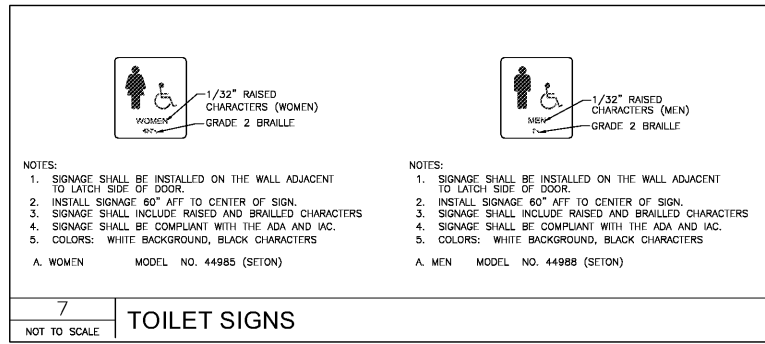 WOMEN
1/32" RAISED
CHARACTERS (WOMEN)
GRADE 2 BRAILLE
NOTES:
1. SIGNAGE SHALL BE INSTALLED ON THE WALL ADJACENT
TO LATCH SIDE OF DOOR.
2. INSTALL SIGNAGE 60" AFF TO CENTER OF SIGN.
3. SIGNAGE SHALL INCLUDE RAISED AND BRAILLED CHARACTERS
4. SIGNAGE SHALL BE COMPLIANT WITH THE ADA AND IAC.
5. COLORS: WHITE BACKGROUND, BLACK CHARACTERS
A. WOMEN MODEL NO. 44985 (SETON)
MEN
1/32" RAISED
CHARACTERS (MEN)
GRADE 2 BRAILLE
NOTES:
1. SIGNAGE SHALL BE INSTALLED ON THE WALL ADJACENT
TO LATCH SIDE OF DOOR.
2. INSTALL SIGNAGE 60" AFF TO CENTER OF SIGN.
3. SIGNAGE SHALL INCLUDE RAISED AND BRAILLED CHARACTERS
4. SIGNAGE SHALL BE COMPLIANT WITH THE ADA AND IAC.
5. COLORS: WHITE BACKGROUND, BLACK CHARACTERS
A. MEN MODEL NO. 44988 (SETON)
7
NOT TO SCALE
TOILET SIGNS